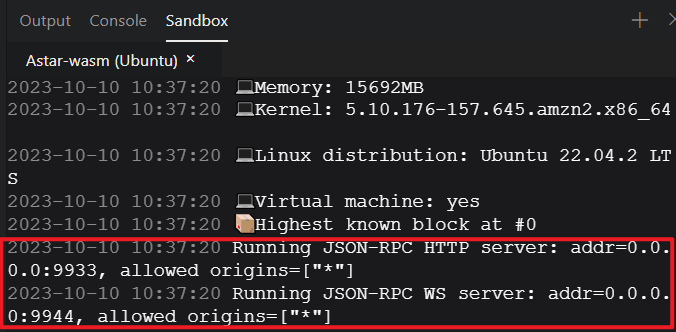 Output Console Sandbox
Astar-wasm (Ubuntu) ×
2023-10-10 10:37:20 💻Memory: 15692MB
2023-10-10 10:37:20 💻Kernel: 5.10.176-157.645.amzn2.x86_64
2023-10-10 10:37:20 💻Linux distribution: Ubuntu 22.04.2 LT
S
2023-10-10 10:37:20 💻Virtual machine: yes
2023-10-10 10:37:20 📦Highest known block at #0
2023-10-10 10:37:20 Running JSON-RPC HTTP server: addr=0.0.
0.0:9933, allowed origins=["*"]
2023-10-10 10:37:20 Running JSON-RPC WS server: addr=0.0.0.
0:9944, allowed origins=["*"]